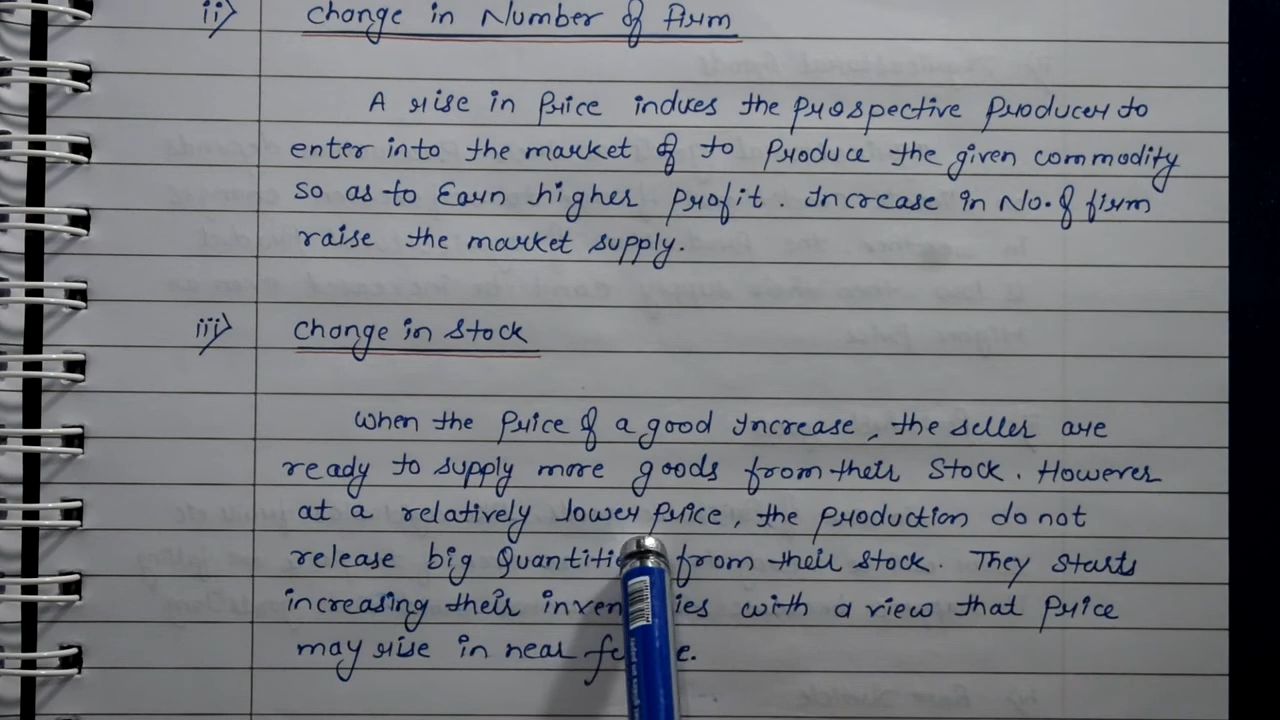 ii) Change in Number of firm
A rise in Price indues the prospective Producer to
enter into the market of to Produce the given commodity
so as to Earn higher Profit. Increase in No. of firm
raise the market supply.
iii) Change in Stock
When the Price of a good Increase, the seller are
ready to supply more goods from their Stock. However
at a relatively lower price, the production do not
release big from their stock. They starts
increasing their with a view that Price
may rise in near